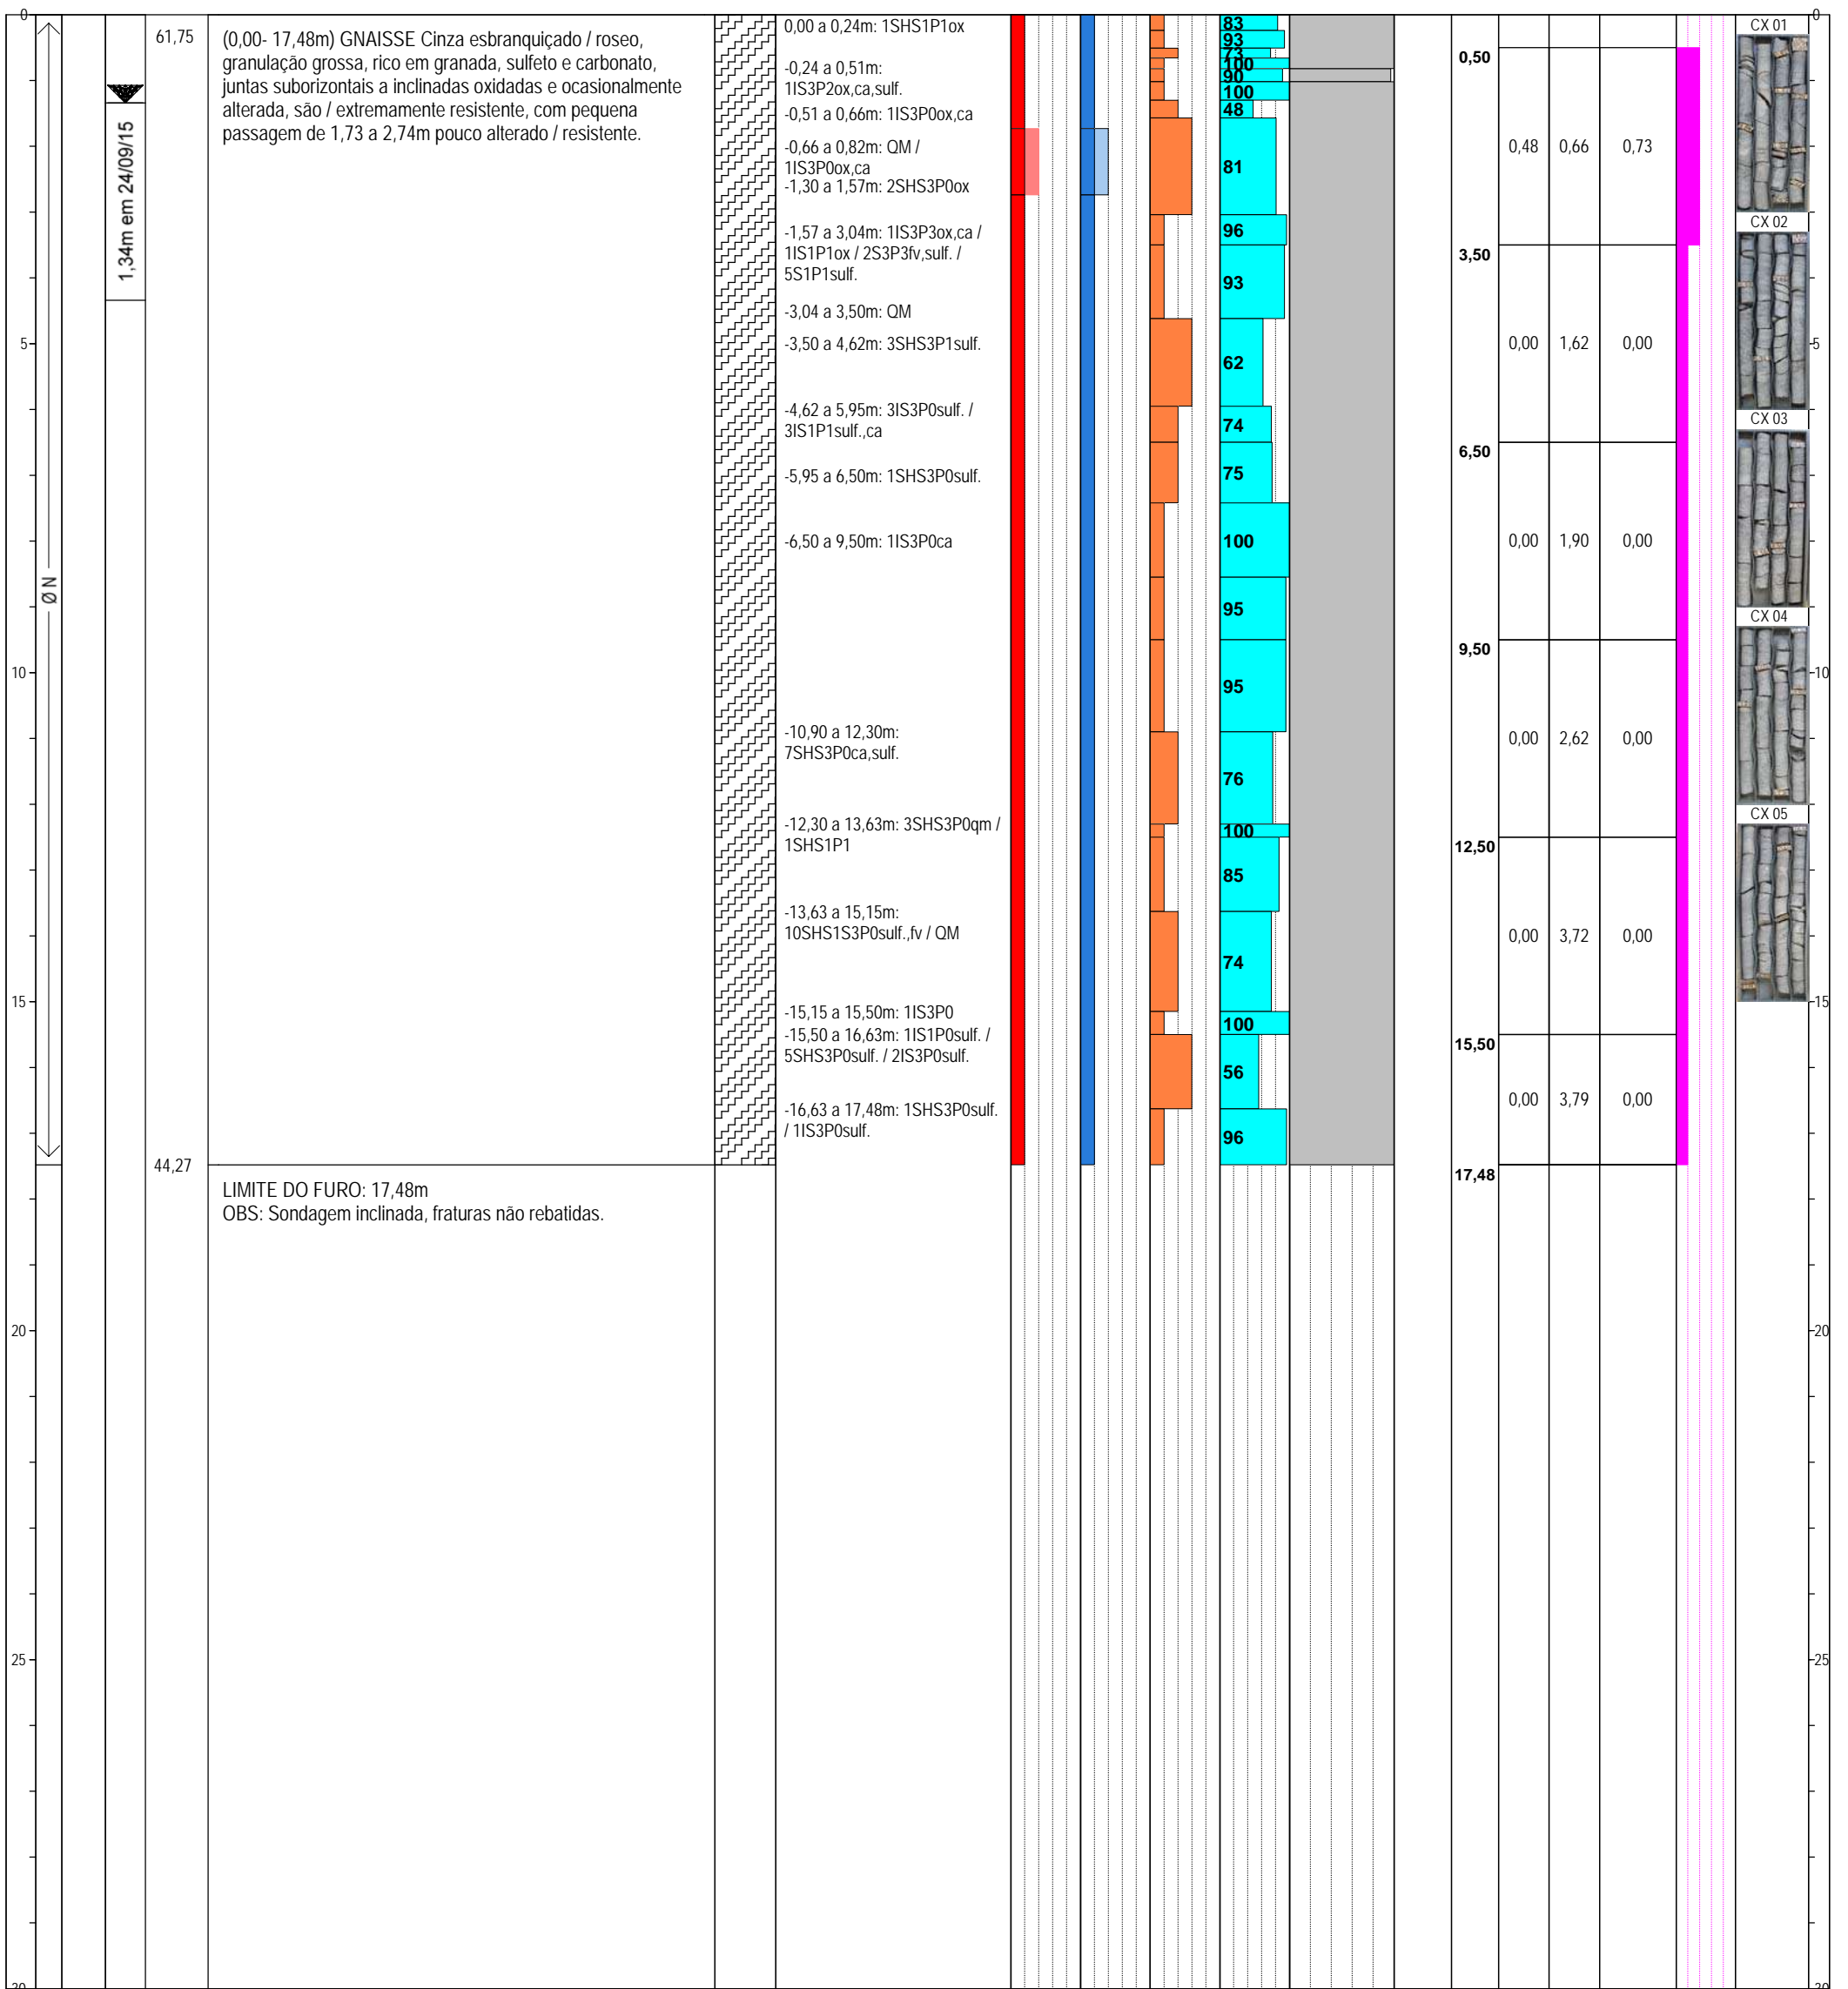 0
5
10
15
20
25
Ø N
1,34m em 24/09/15
61,75
44,27
(0,00- 17,48m) GNAISSE Cinza esbranquiçado / roseo,
granulação grossa, rico em granada, sulfeto e carbonato,
juntas suborizontais a inclinadas oxidadas e ocasionalmente
alterada, são / extremamente resistente, com pequena
passagem de 1,73 a 2,74m pouco alterado / resistente.
LIMITE DO FURO: 17,48m
OBS: Sondagem inclinada, fraturas não rebatidas.
0,00 a 0,24m: 1SHS1P1ox
-0,24 a 0,51m:
1IS3P2ox,ca,sulf.
-0,51 a 0,66m: 1IS3P0ox,ca
-0,66 a 0,82m: QM /
1IS3P0ox,ca
-1,30 a 1,57m: 2SHS3P0ox
-1,57 a 3,04m: 1IS3P3ox,ca /
1IS1P1ox / 2S3P3fv,sulf. /
5S1P1sulf.
-3,04 a 3,50m: QM
-3,50 a 4,62m: 3SHS3P1sulf.
-4,62 a 5,95m: 3IS3P0sulf. /
3IS1P1sulf.,ca
-5,95 a 6,50m: 1SHS3P0sulf.
-6,50 a 9,50m: 1IS3P0ca
-10,90 a 12,30m:
7SHS3P0ca,sulf.
-12,30 a 13,63m: 3SHS3P0qm /
1SHS1P1
-13,63 a 15,15m:
10SHS1S3P0sulf.,fv / QM
-15,15 a 15,50m: 1IS3P0
-15,50 a 16,63m: 1IS1P0sulf. /
5SHS3P0sulf. / 2IS3P0sulf.
-16,63 a 17,48m: 1SHS3P0sulf.
/ 1IS3P0sulf.
83
93
73
100
90
100
48
81
96
93
62
74
75
100
95
95
76
100
85
74
100
56
96
0,50
3,50
6,50
9,50
12,50
15,50
17,48
0,48 0,66 0,73
0,00 1,62 0,00
0,00 1,90 0,00
0,00 2,62 0,00
0,00 3,72 0,00
0,00 3,79 0,00
CX 01
CX 02
CX 03
CX 04
CX 05
0
5
10
15
20
25